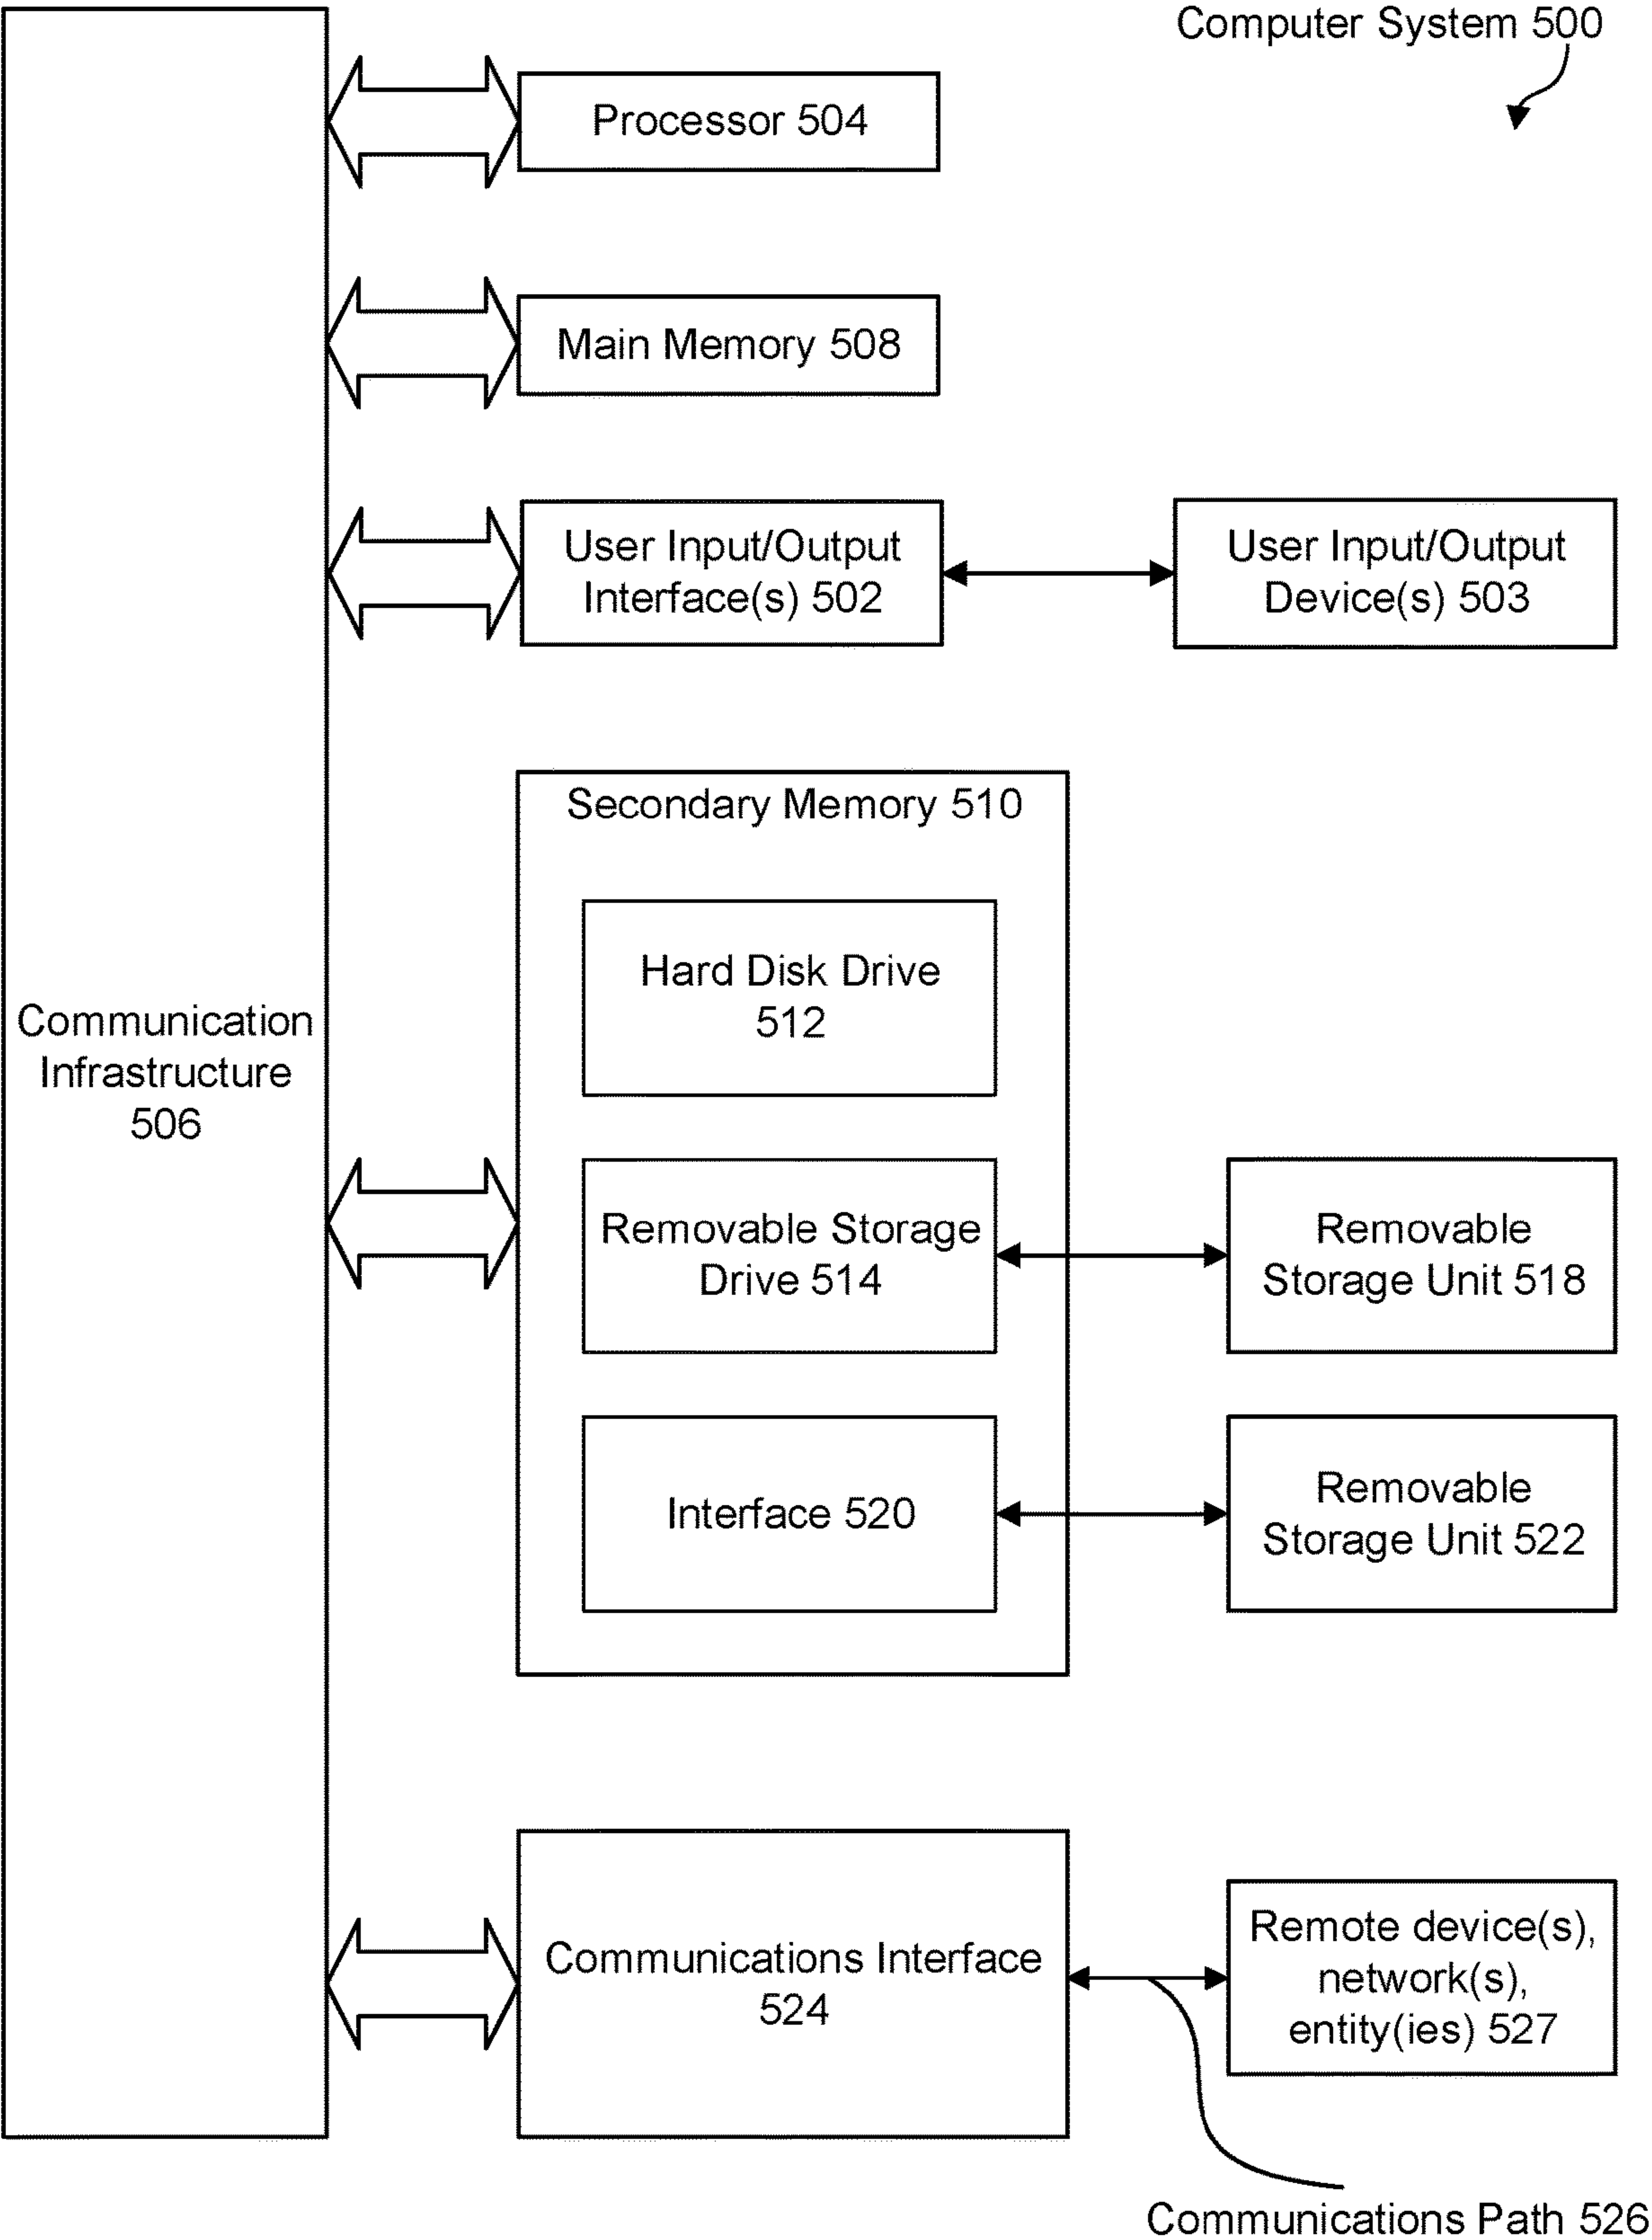 Computer System 500
Processor 504
Main Memory 508
User Input/Output
Interface(s) 502
User Input/Output
Device(s) 503
Secondary Memory 510
Hard Disk Drive
512
Communication
Infrastructure
506
Removable Storage
Drive 514
Removable
Storage Unit 518
Interface 520
Removable
Storage Unit 522
Communications Interface
524
Remote device(s),
network(s),
entity(ies) 527
Communications Path 526